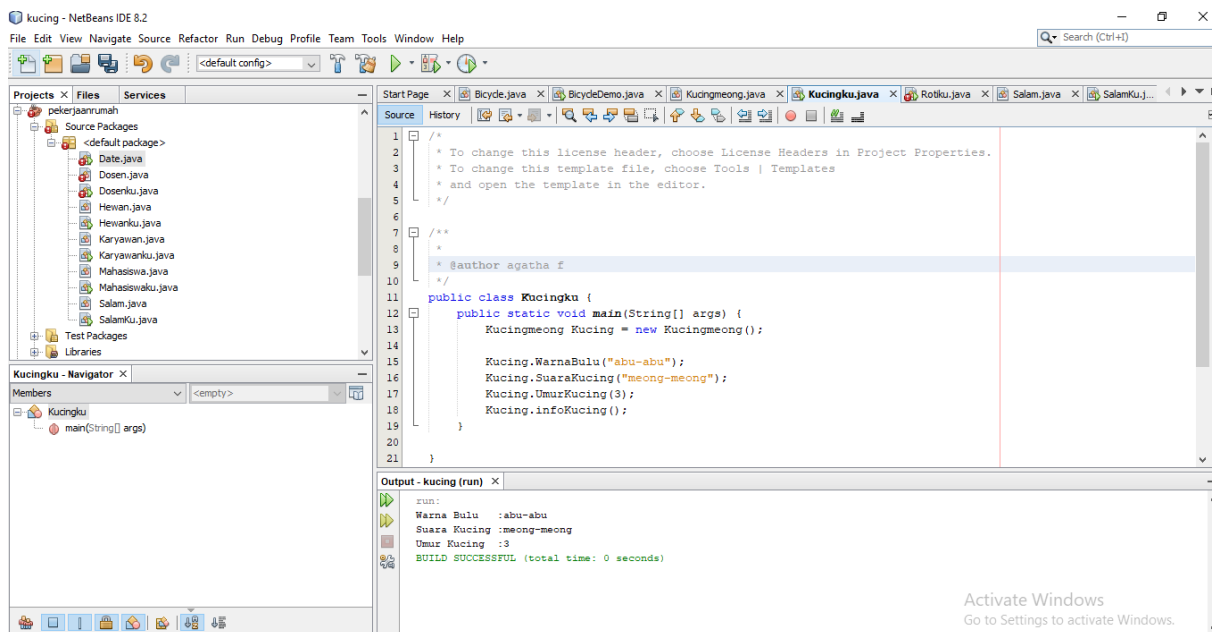 kucing - NetBeans IDE 8.2
File Edit View Navigate Source Refactor Run Debug Profile Team Tools Window Help
Search (Ctrl+I)
<default config>
Projects Files Services
pekerjaanrumah
Source Packages
<default package>
Date.java
Dosen.java
Dosenku.java
Hewan.java
Hewanku.java
Karyawan.java
Karyawanku.java
Mahasiswa.java
Mahasiswaku.java
Salam.java
SalamKu.java
Test Packages
Libraries
Kucingku - Navigator
Members <empty>
Kucingku
main(String[] args)
Start Page Bicycle.java BicycleDemo.java Kucingmeong.java Kucingku.java Rotiku.java Salam.java SalamKu.j...
Source History
1 /*
2 * To change this license header, choose License Headers in Project Properties.
3 * To change this template file, choose Tools | Templates
4 * and open the template in the editor.
5 */
6
7 /**
8 *
9 * @author agatha f
10 */
11 public class Kucingku {
12 public static void main(String[] args) {
13 Kucingmeong Kucing = new Kucingmeong();
14
15 Kucing.WarnaBulu("abu-abu");
16 Kucing.SuaraKucing("meong-meong");
17 Kucing.UmurKucing(3);
18 Kucing.infoKucing();
19 }
20
21 }
Output - kucing (run)
run:
Warna Bulu :abu-abu
Suara Kucing :meong-meong
Umur Kucing :3
BUILD SUCCESSFUL (total time: 0 seconds)
Activate Windows
Go to Settings to activate Windows.